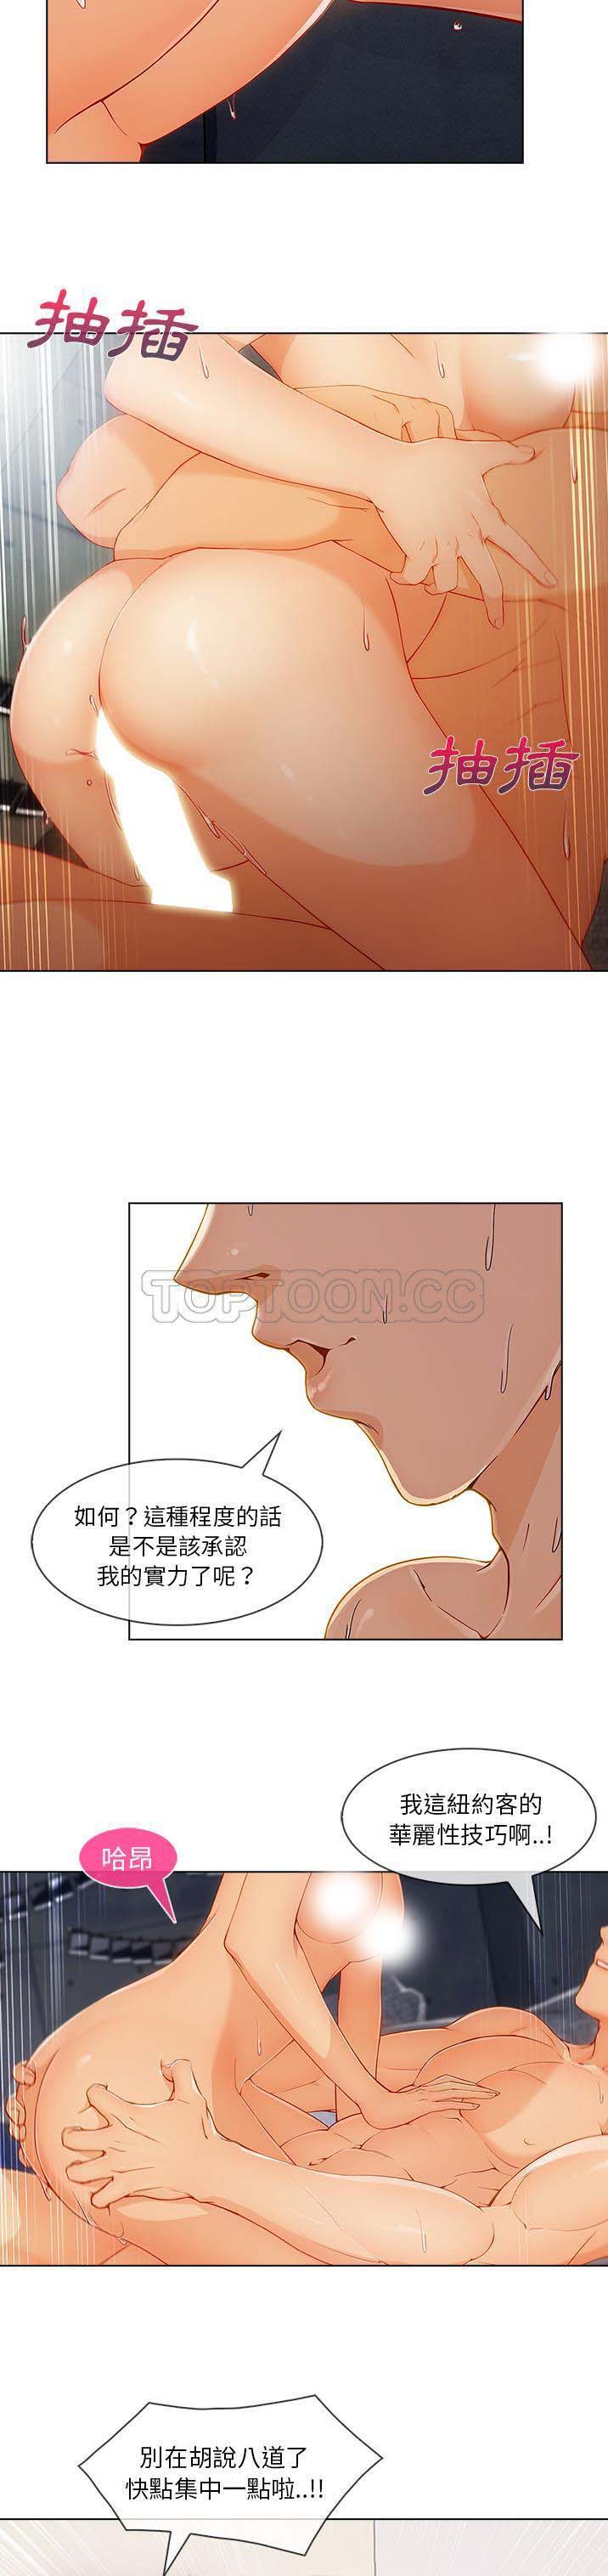 抽插
抽插
TOPTOON.CC
如何？這種程度的話
是不是該承認
我的實力了呢？
我這紐約客的
華麗性技巧啊..!
哈昂
別在胡說八道了
快點集中一點啦..!!